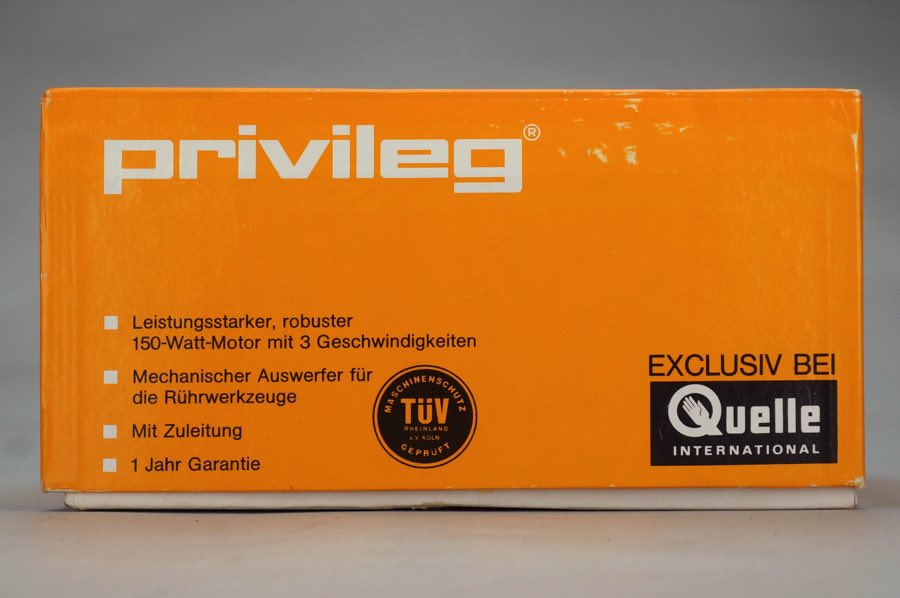 privileg®
Leistungsstarker, robuster
150-Watt-Motor mit 3 Geschwindigkeiten
Mechanischer Auswerfer für
die Rührwerkzeuge
Mit Zuleitung
1 Jahr Garantie
MASCHINENSCHUTZ
TüV
RHEINLAND
e.V. KÖLN
GEPRÜFT
EXCLUSIV BEI
Quelle
INTERNATIONAL